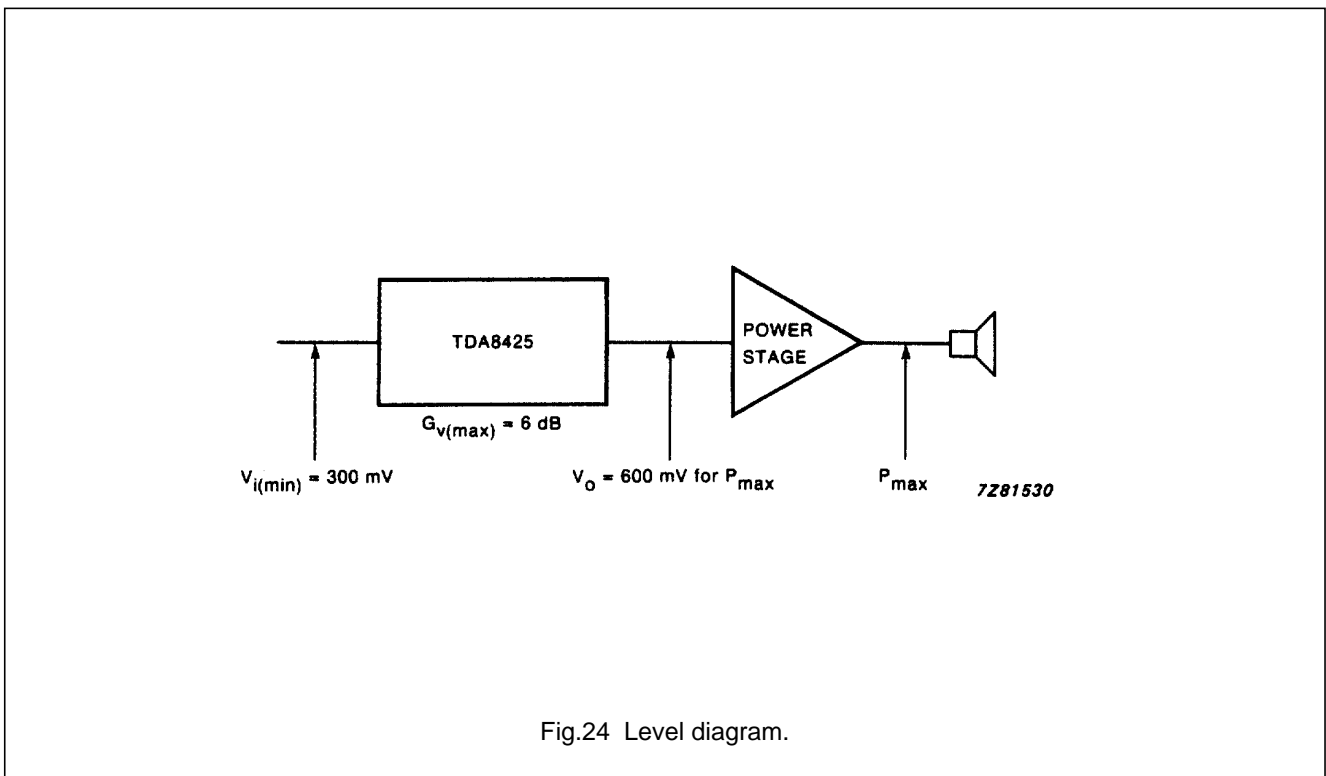 TDA8425
POWER
STAGE
Gv(max) = 6 dB
Vi(min) = 300 mV
Vo = 600 mV for Pmax
Pmax
7Z81530
Fig.24 Level diagram.